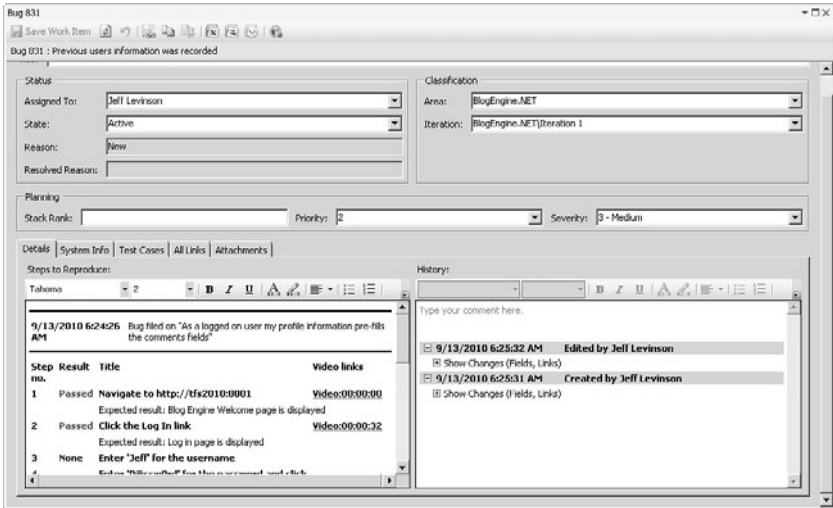 Bug 831
Save Work Item
Bug 831 : Previous users information was recorded
Status
Assigned To: Jeff Levinson
State: Active
Reason: New
Resolved Reason:
Classification
Area: BlogEngine.NET
Iteration: BlogEngine.NET\Iteration 1
Planning
Stack Rank: Priority: 2 Severity: 3 - Medium
Details System Info Test Cases All Links Attachments
Steps to Reproduce:
Tahoma 2 B I U A
9/13/2010 6:24:26 AM Bug filed on "As a logged on user my profile information pre-fills
the comments fields"
Step no. Result Title Video links
1 Passed Navigate to http://tfs2010:0001 Video:00:00:00
Expected result: Blog Engine Welcome page is displayed
2 Passed Click the Log In link Video:00:00:32
Expected result: Log in page is displayed
3 None Enter 'Jeff' for the username
4 for the password and click
History:
B I U A
Type your comment here.
9/13/2010 6:25:32 AM Edited by Jeff Levinson
Show Changes (Fields, Links)
9/13/2010 6:25:31 AM Created by Jeff Levinson
Show Changes (Fields, Links)